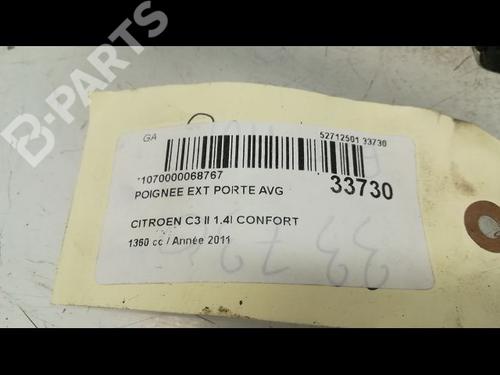 B-PARTS
GA
52712501 33730
*1070000068767
33730
POIGNEE EXT PORTE AVG
CITROEN C3 II 1.4I CONFORT
1360 cc / Année 2011